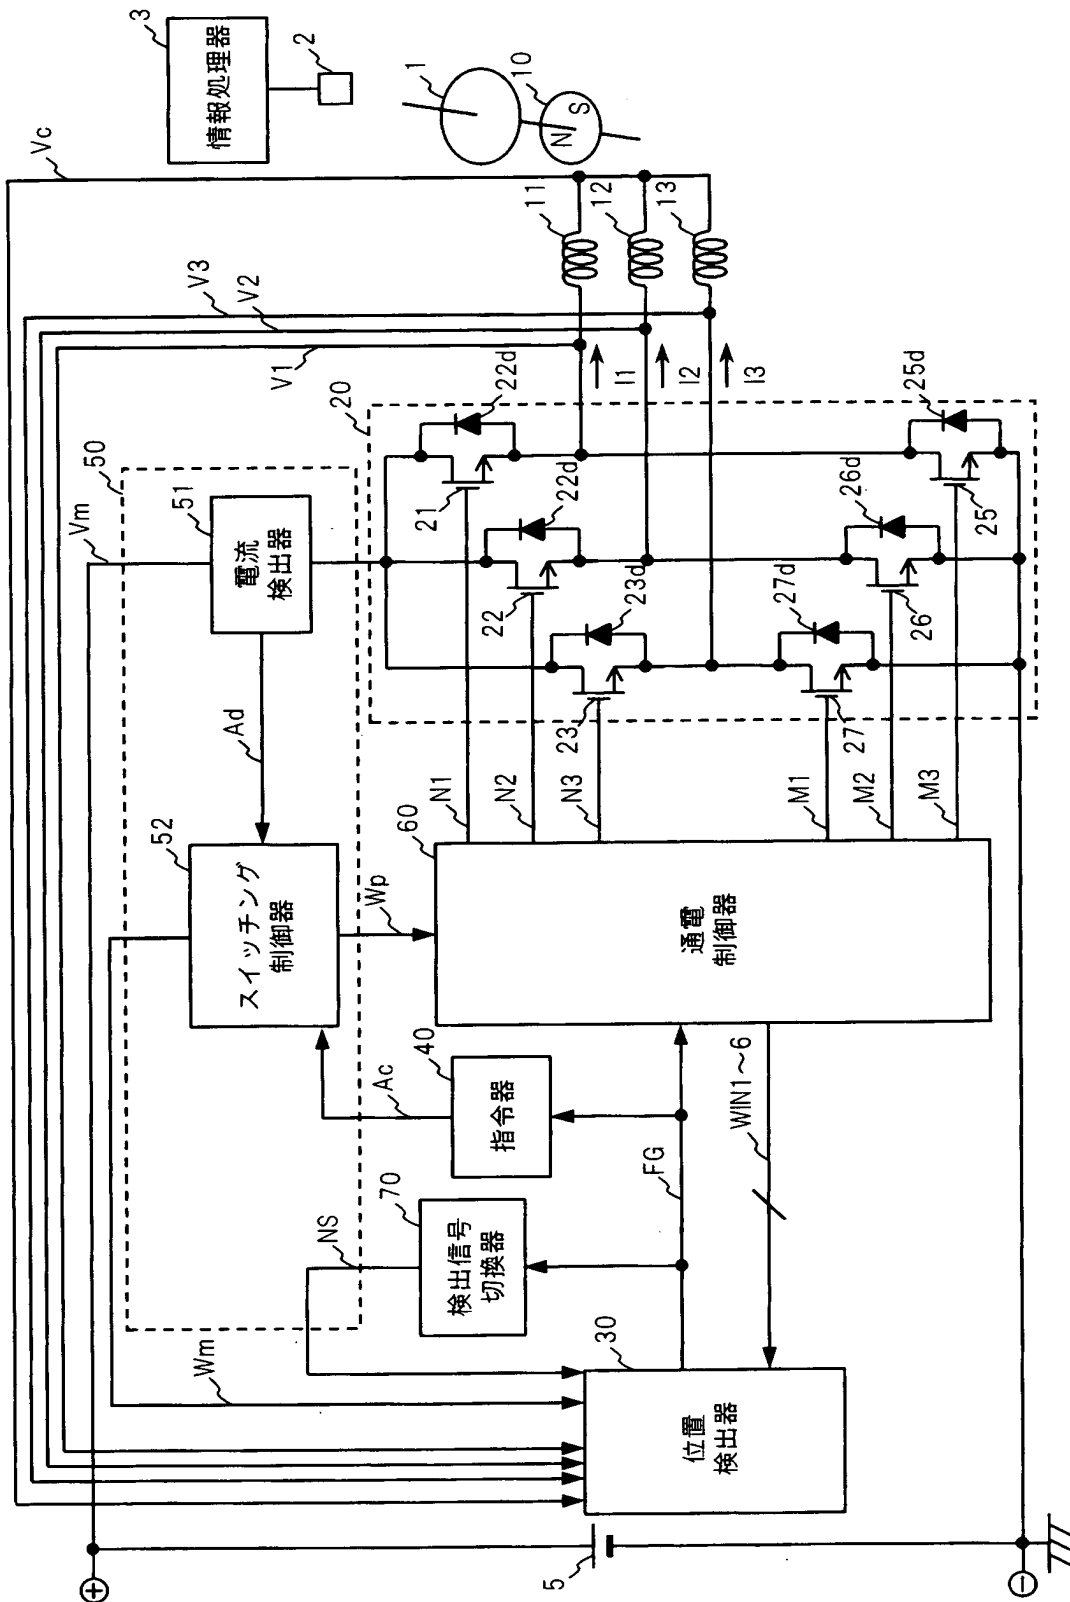 3
情報処理器
2
1
10
N
S
Vc
11
12
13
V3
V2
V1
I1
I2
I3
20
22d
21
22d
22
23d
23
25d
25
26d
26
27d
27
50
Vm
51
電流
検出器
Ad
52
スイッチング
制御器
Wp
60
N1
N2
N3
M1
M2
M3
通電
制御器
Ac
40
指令器
70
NS
検出信号
切換器
FG
WIN1～6
Wm
30
位置
検出器
5
＋
－